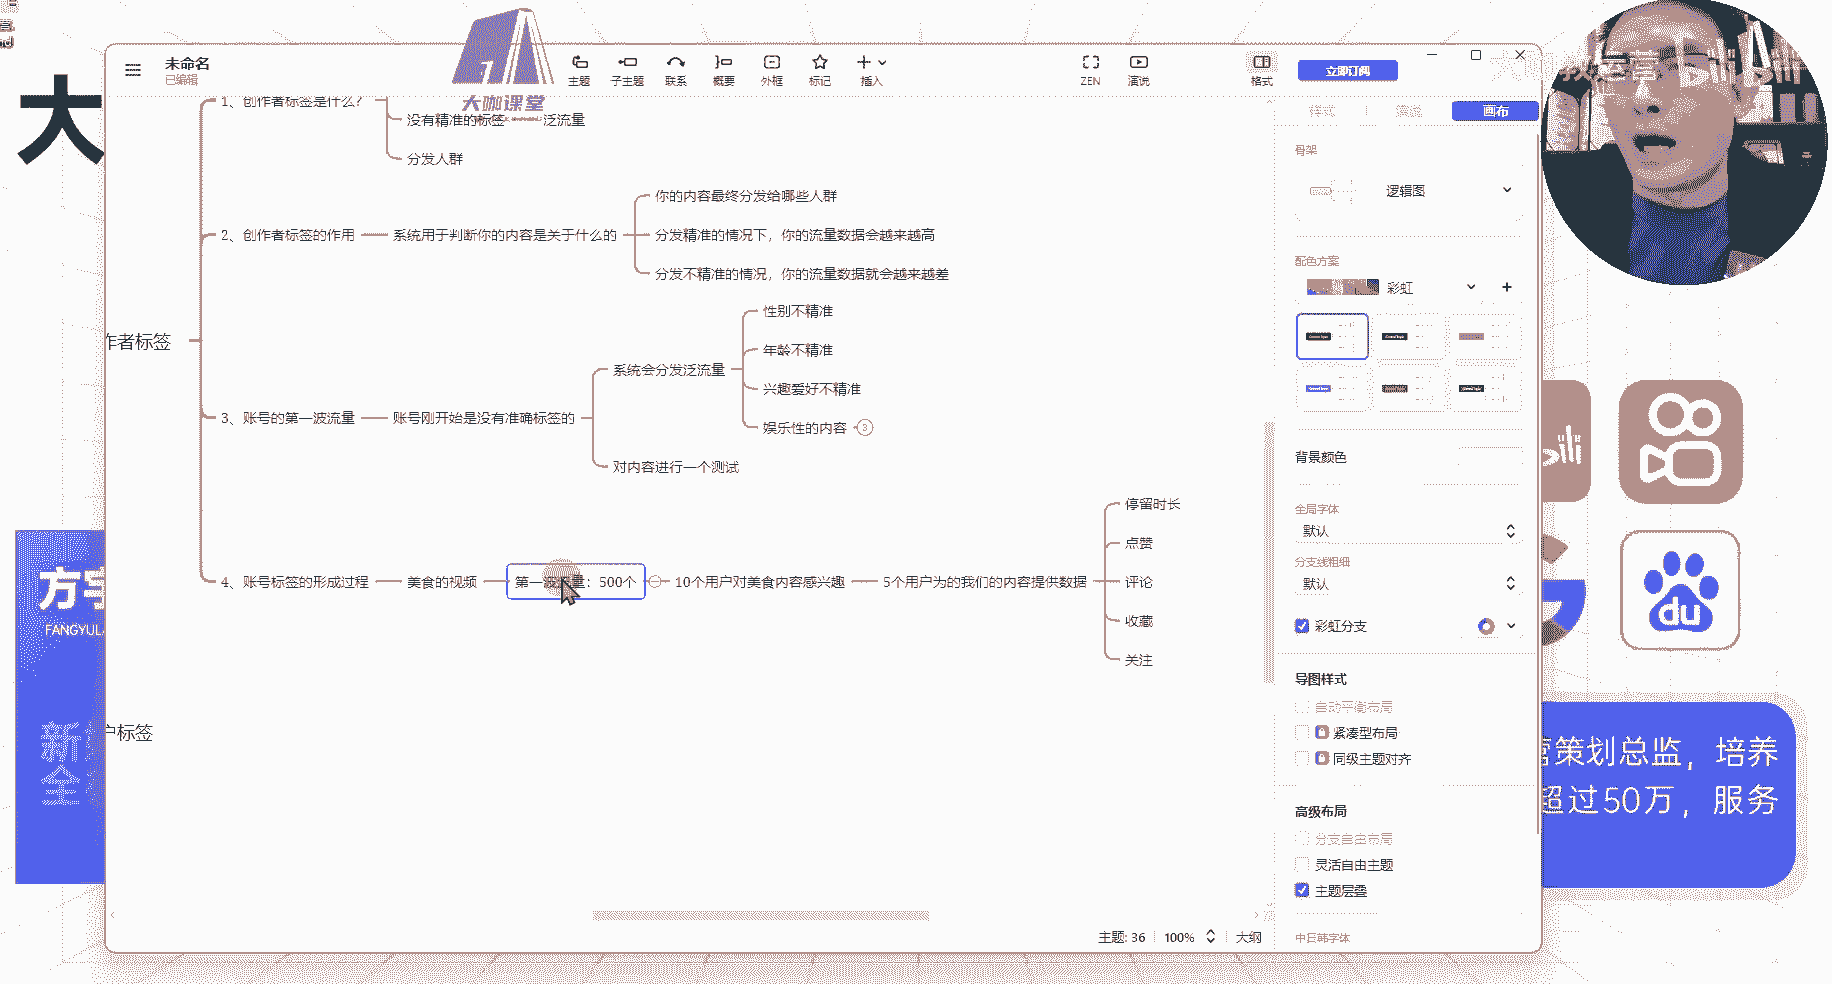 大
未命名
已编辑
大咖课堂
主题
子主题
联系
概要
外框
标记
插入
ZEN
演说
格式
立即订阅
样式
演说
画布
1、创作者标签是什么？
没有精准的标签
泛流量
分发人群
2、创作者标签的作用
系统用于判断你的内容是关于什么的
你的内容最终分发给哪些人群
分发精准的情况下，你的流量数据会越来越高
分发不精准的情况，你的流量数据就会越来越差
作者标签
3、账号的第一波流量
账号刚开始是没有准确标签的
系统会分发泛流量
性别不精准
年龄不精准
兴趣爱好不精准
娱乐性的内容
3
对内容进行一个测试
4、账号标签的形成过程
美食的视频
第一波流量：500个
10个用户对美食内容感兴趣
5个用户为的我们的内容提供数据
停留时长
点赞
评论
收藏
关注
户标签
骨架
逻辑图
配色方案
彩虹
背景颜色
全局字体
默认
分支线粗细
默认
彩虹分支
导图样式
自动平衡布局
紧凑型布局
同级主题对齐
高级布局
分支自由布局
灵活自由主题
主题层叠
中日韩字体
主题: 36
100%
大纲
方宇
FANGYUL
新
全
du
营策划总监，培养
超过50万，服务